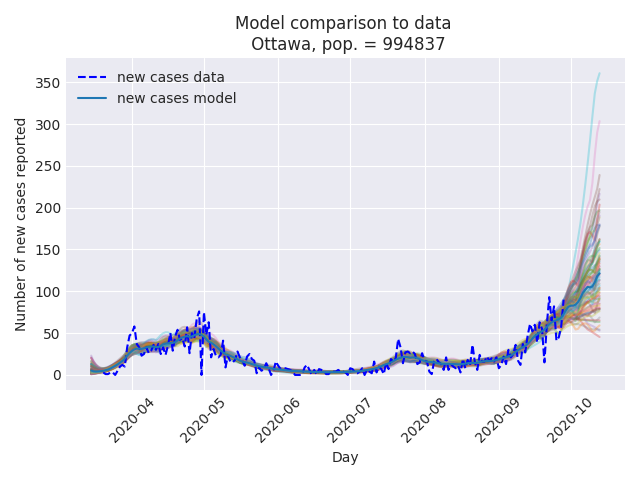 Model comparison to data
Ottawa, pop. = 994837
new cases data
new cases model
Number of new cases reported
350
300
250
200
150
100
50
0
2020-04
2020-05
2020-06
2020-07
2020-08
2020-09
2020-10
Day